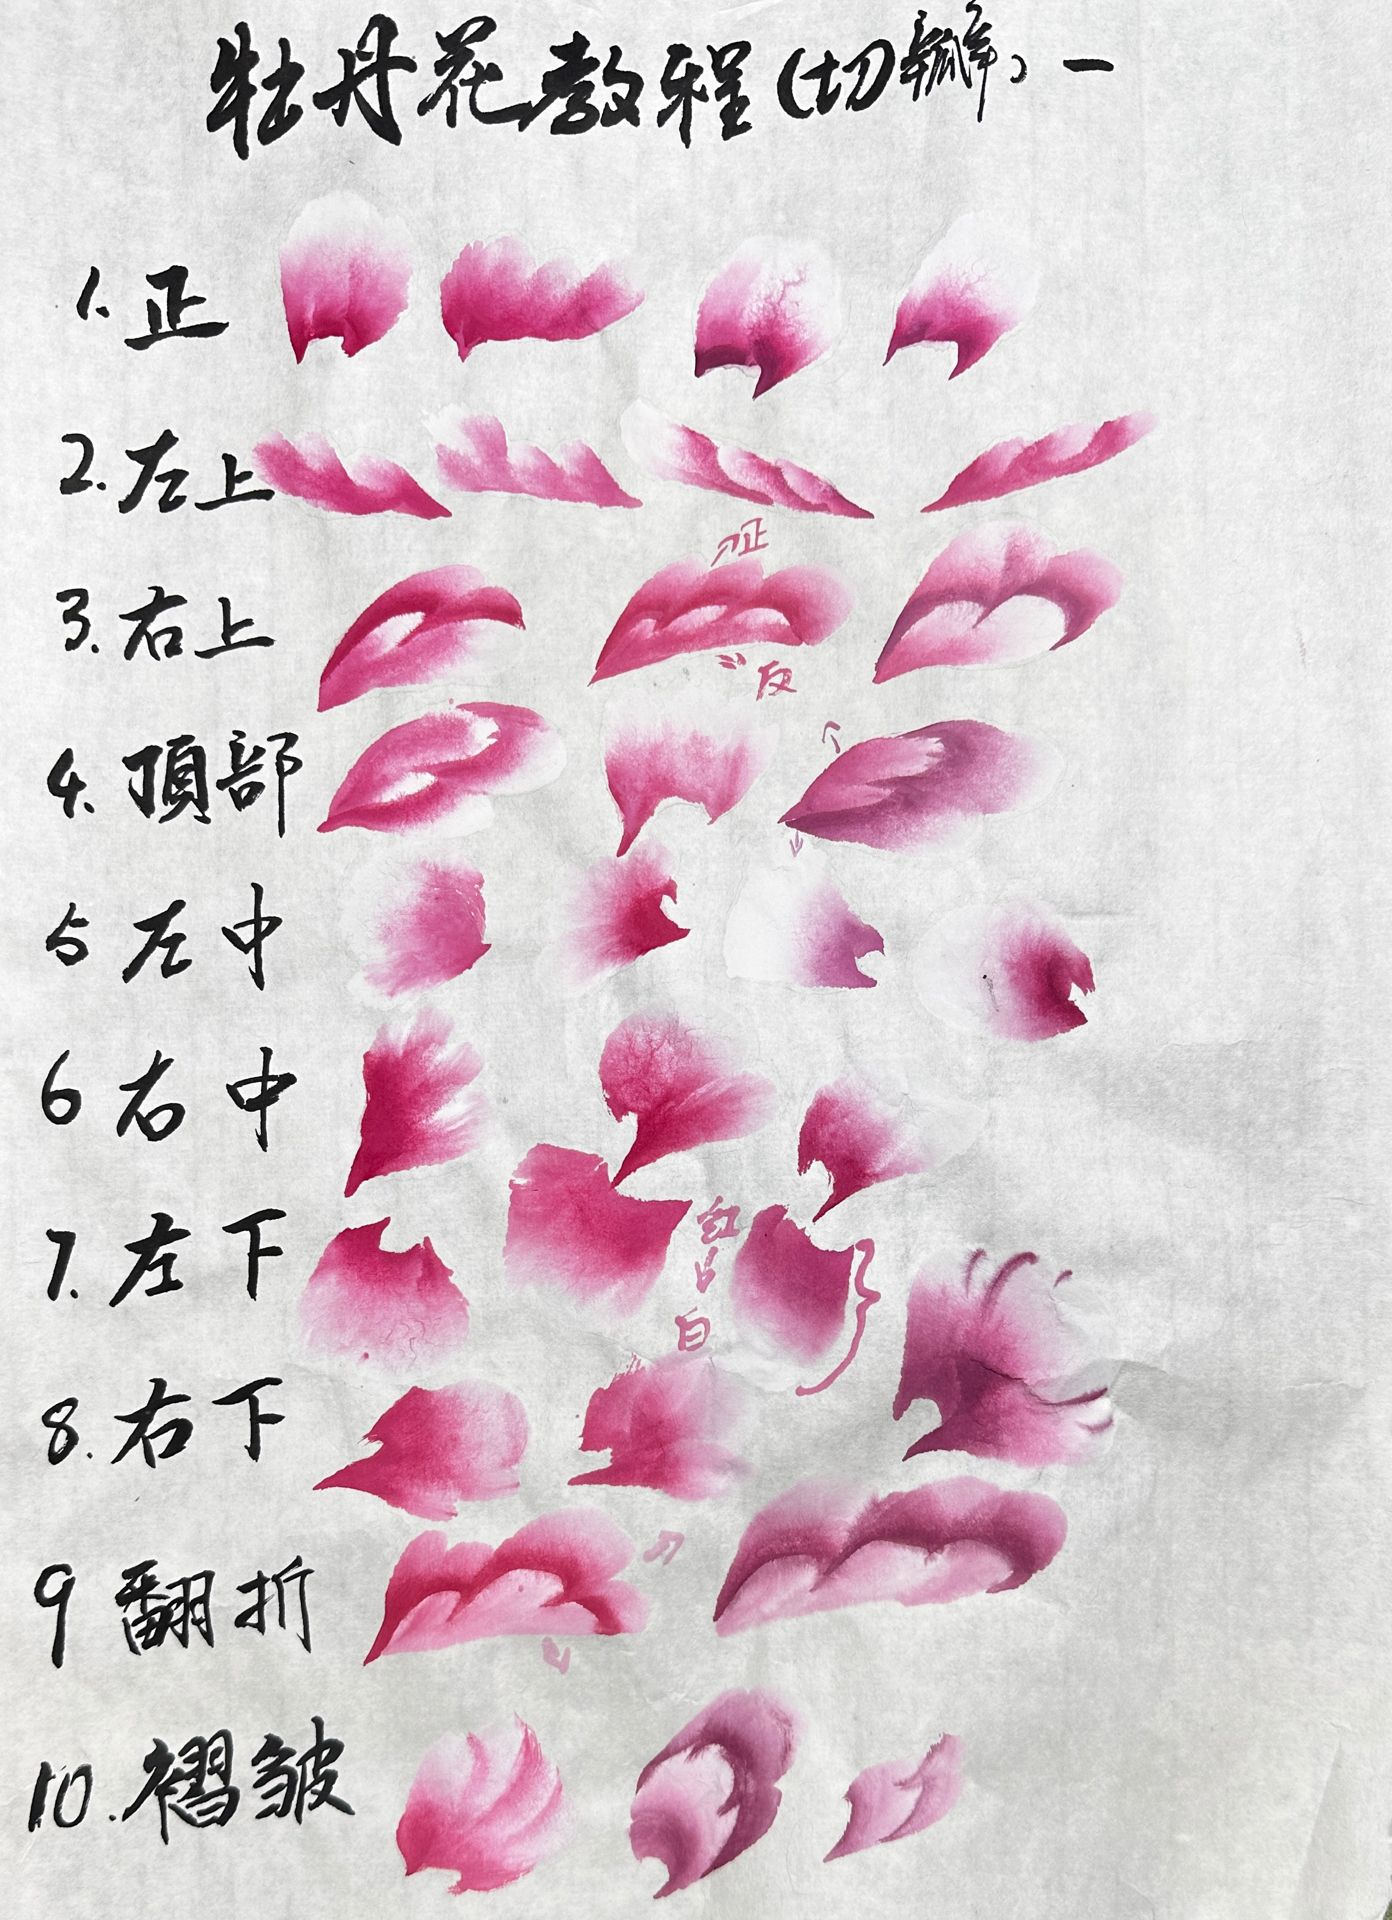 牡丹花教程(切瓣)一
1.正
2.左上
正
3.右上
反
4.頂部
5左中
6右中
7.左下
红
白
8.右下
9翻折
10.褶皱